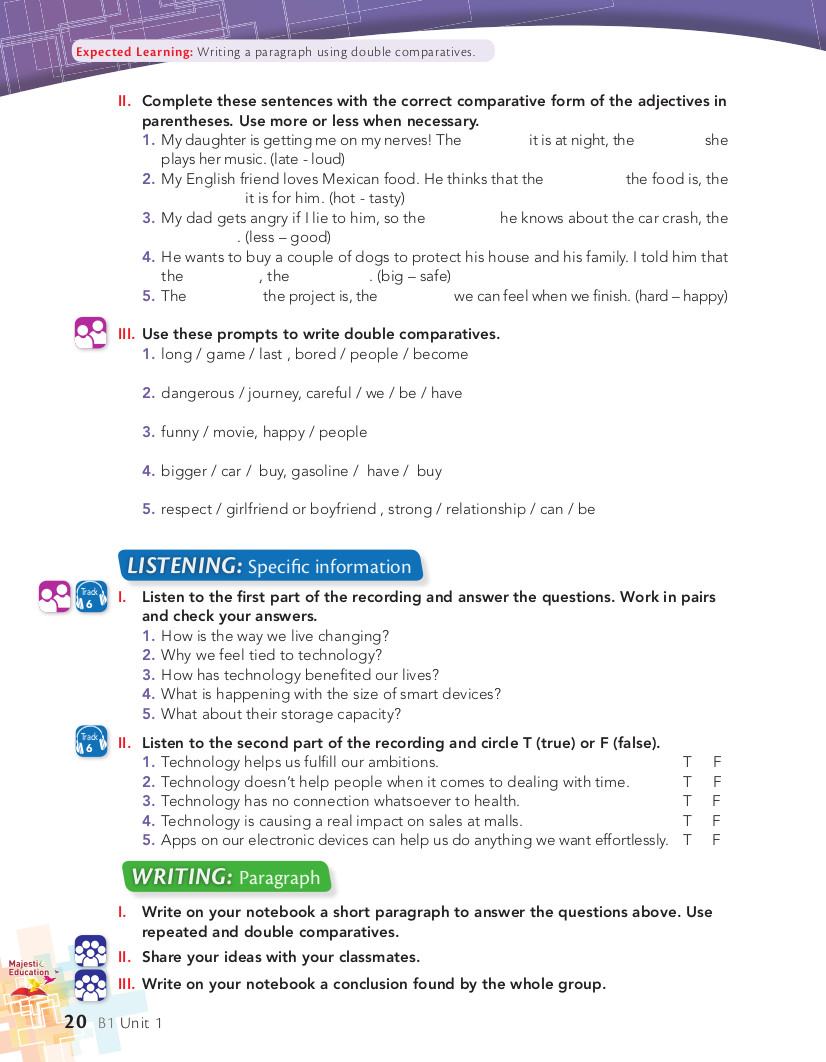 Expected Learning: Writing a paragraph using double comparatives.
II. Complete these sentences with the correct comparative form of the adjectives in
parentheses. Use more or less when necessary.
1. My daughter is getting me on my nerves! The it is at night, the she
plays her music. (late - loud)
2. My English friend loves Mexican food. He thinks that the the food is, the
it is for him. (hot - tasty)
3. My dad gets angry if I lie to him, so the he knows about the car crash, the
. (less – good)
4. He wants to buy a couple of dogs to protect his house and his family. I told him that
the , the . (big – safe)
5. The the project is, the we can feel when we finish. (hard – happy)
III. Use these prompts to write double comparatives.
1. long / game / last , bored / people / become
2. dangerous / journey, careful / we / be / have
3. funny / movie, happy / people
4. bigger / car / buy, gasoline / have / buy
5. respect / girlfriend or boyfriend , strong / relationship / can / be
LISTENING: Specific information
Track
6
I. Listen to the first part of the recording and answer the questions. Work in pairs
and check your answers.
1. How is the way we live changing?
2. Why we feel tied to technology?
3. How has technology benefited our lives?
4. What is happening with the size of smart devices?
5. What about their storage capacity?
Track
6
II. Listen to the second part of the recording and circle T (true) or F (false).
1. Technology helps us fulfill our ambitions. T F
2. Technology doesn't help people when it comes to dealing with time. T F
3. Technology has no connection whatsoever to health. T F
4. Technology is causing a real impact on sales at malls. T F
5. Apps on our electronic devices can help us do anything we want effortlessly. T F
WRITING: Paragraph
I. Write on your notebook a short paragraph to answer the questions above. Use
repeated and double comparatives.
II. Share your ideas with your classmates.
III. Write on your notebook a conclusion found by the whole group.
Majestic
Education
20 B1 Unit 1